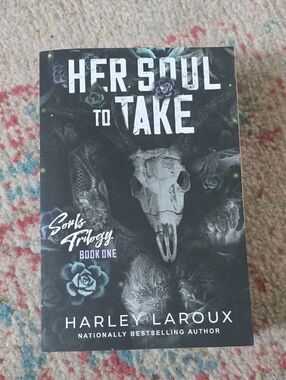 HER SOUL
TO TAKE
Souls
Trilogy
BOOK ONE
HARLEY LAROUX
NATIONALLY BESTSELLING AUTHOR